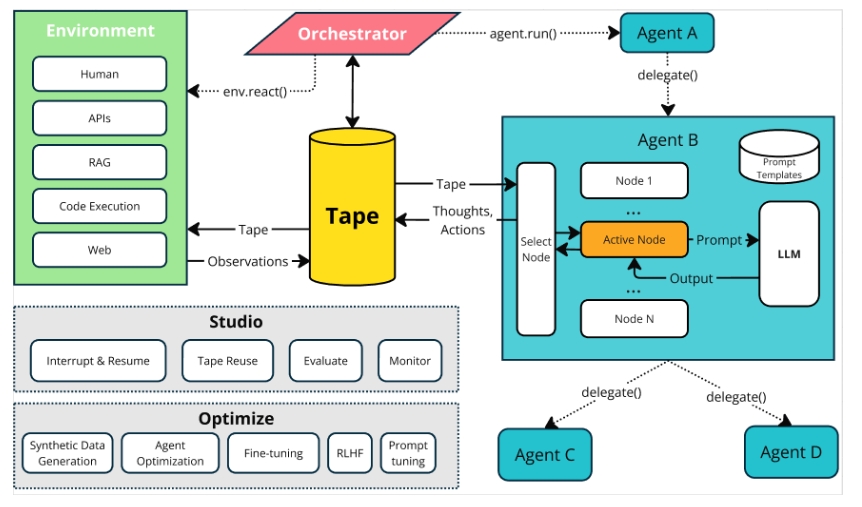 Environment
Human
APIs
RAG
Code Execution
Web
Orchestrator
agent.run()
env.react()
Agent A
delegate()
Tape
Tape
Observations
Tape
Thoughts,
Actions
Agent B
Prompt
Templates
Select
Node
Node 1
...
Active Node
...
Node N
Prompt
Output
LLM
Studio
Interrupt & Resume
Tape Reuse
Evaluate
Monitor
Optimize
Synthetic Data
Generation
Agent
Optimization
Fine-tuning
RLHF
Prompt
tuning
delegate()
delegate()
Agent C
Agent D